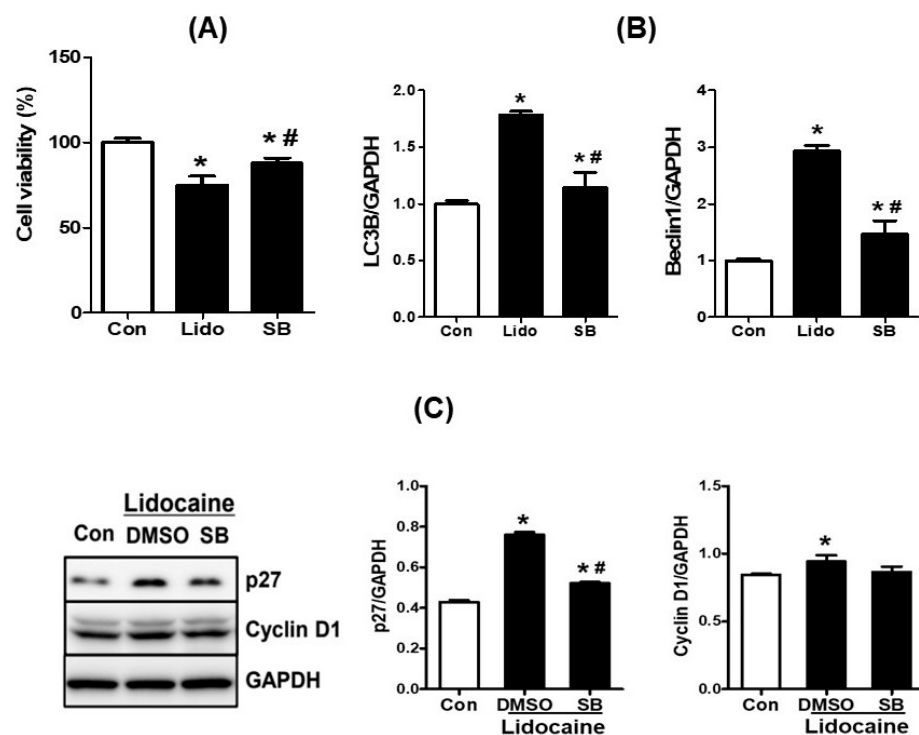 (A)
(B)
Cell viability (%)
150
100
50
0
* * #
Con Lido SB
LC3B/GAPDH
2.0
1.5
1.0
0.5
0.0
* * #
Con Lido SB
Beclin1/GAPDH
4
3
2
1
0
* * #
Con Lido SB
(C)
Lidocaine
Con DMSO SB
p27
Cyclin D1
GAPDH
p27/GAPDH
0.8
0.6
0.4
0.2
0.0
* * #
Con DMSO SB
Lidocaine
Cyclin D1/GAPDH
1.5
1.0
0.5
0.0
*
Con DMSO SB
Lidocaine